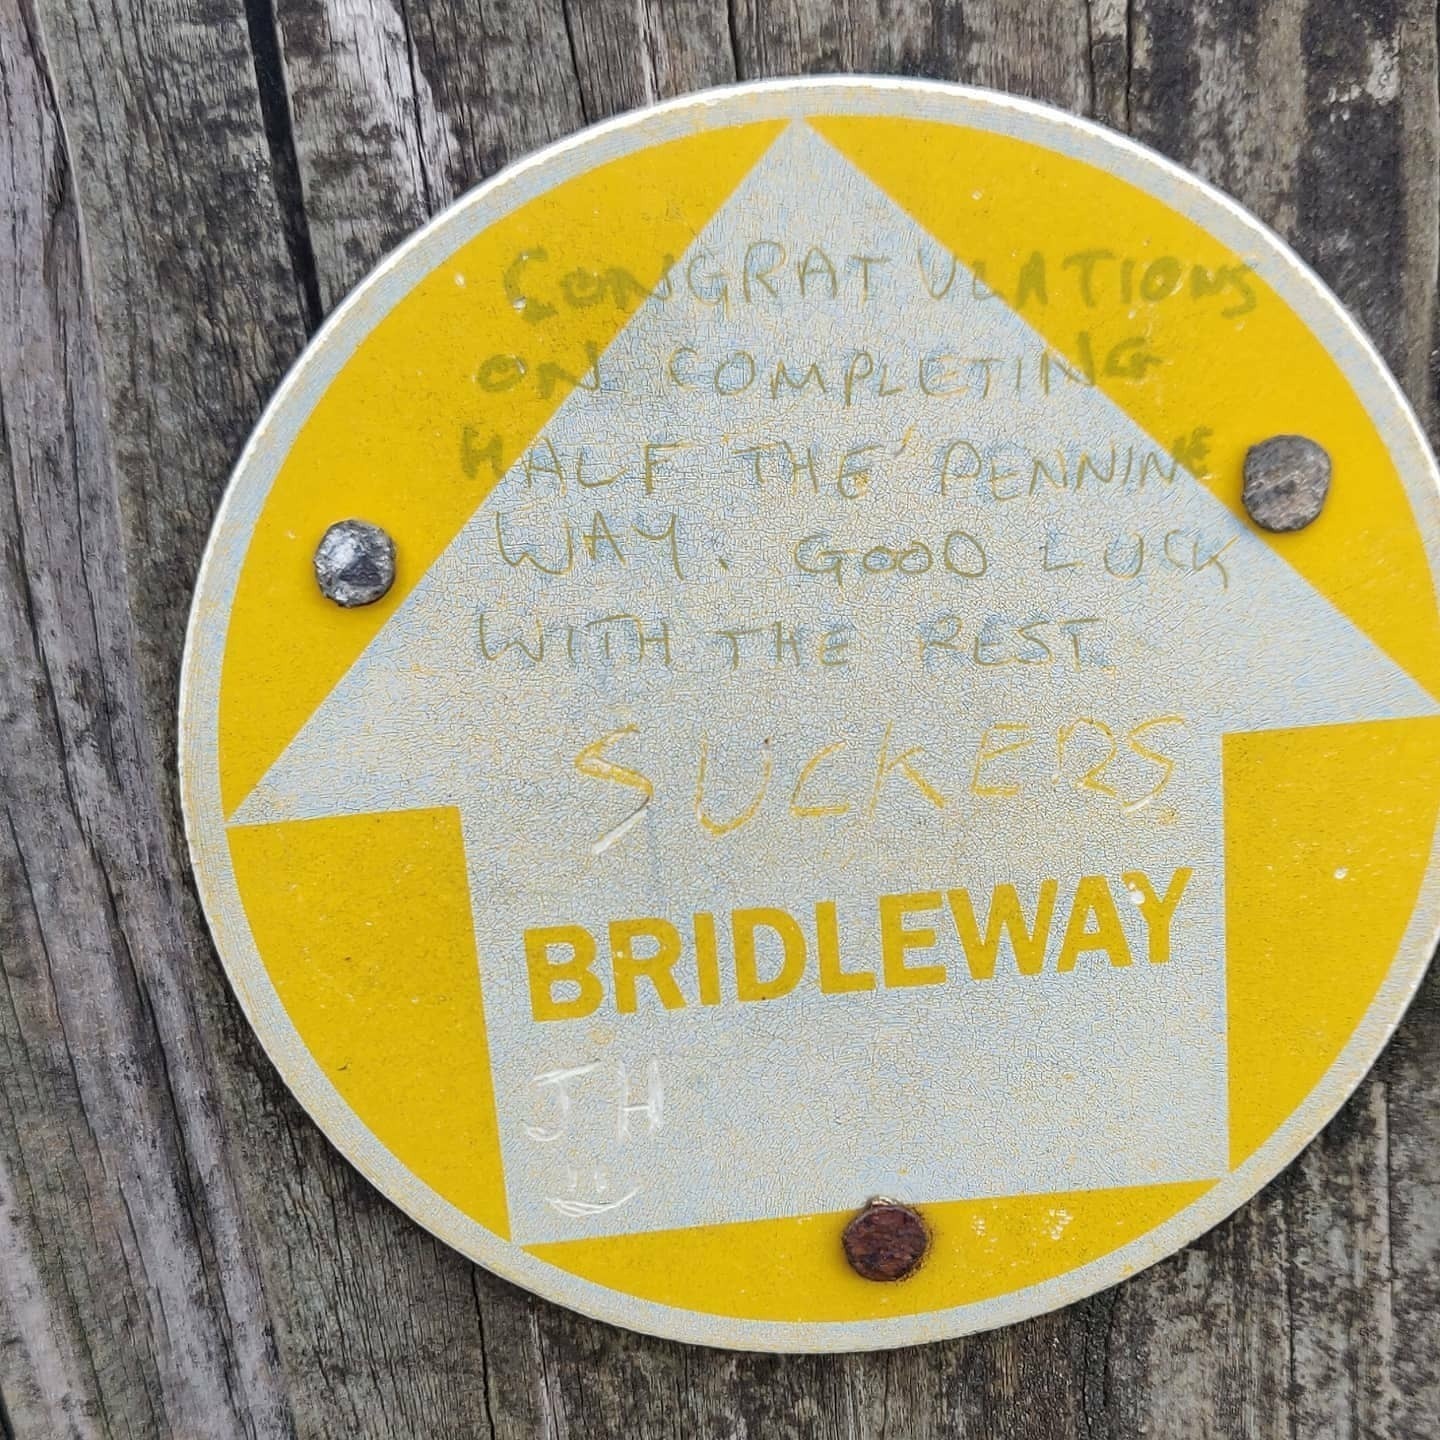 CONGRATULATIONS
ON COMPLETING
HALF THE PENNINE
WAY. GOOD LUCK
WITH THE REST.
SUCKERS
BRIDLEWAY
JH